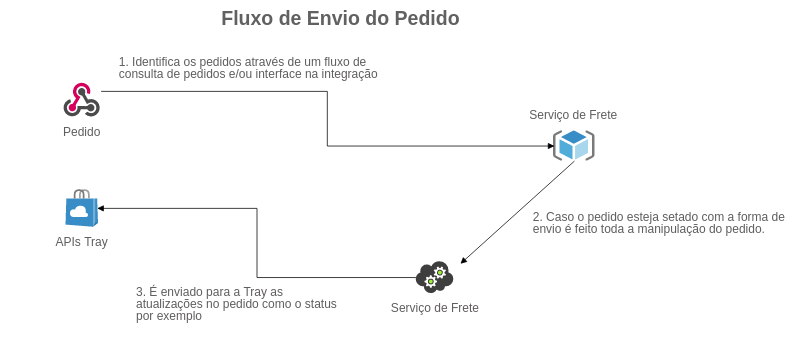 Fluxo de Envio do Pedido
1. Identifica os pedidos através de um fluxo de
consulta de pedidos e/ou interface na integração
Pedido
Serviço de Frete
2. Caso o pedido esteja setado com a forma de
envio é feito toda a manipulação do pedido.
APIs Tray
3. É enviado para a Tray as
atualizações no pedido como o status
por exemplo
Serviço de Frete